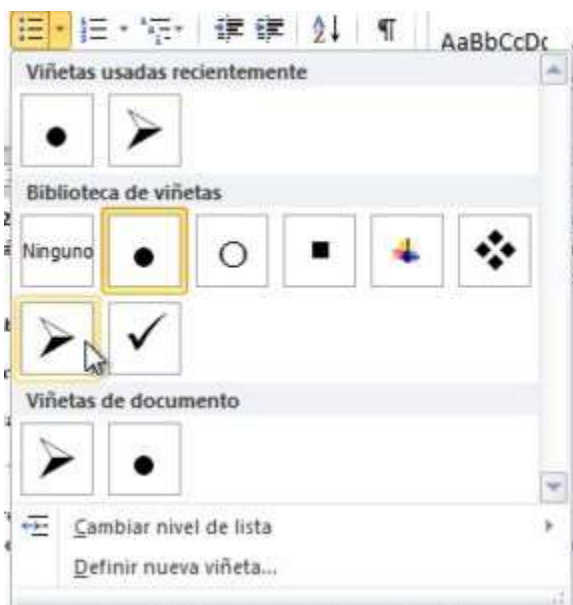 AaBbCcDc
Viñetas usadas recientemente
Biblioteca de viñetas
Ninguno
Viñetas de documento
Cambiar nivel de lista
Definir nueva viñeta...